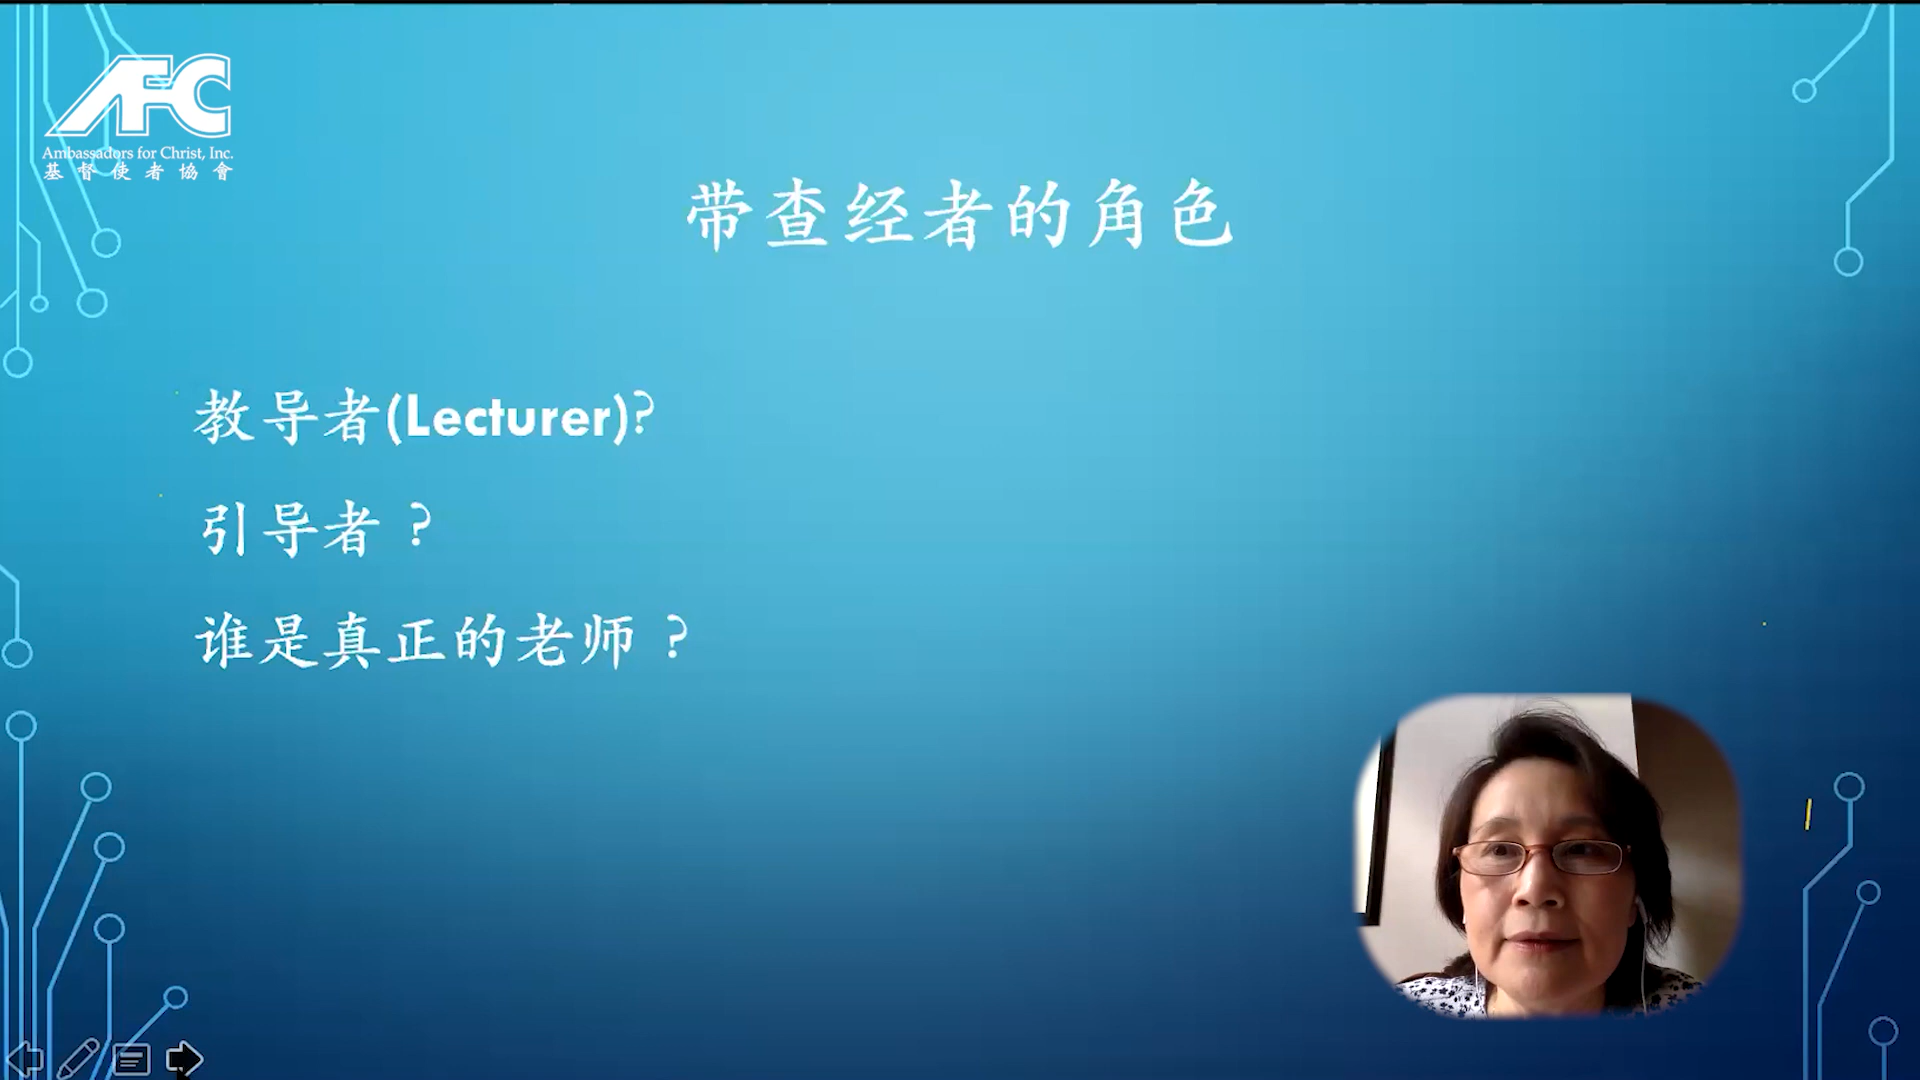 AFC
Ambassadors for Christ, Inc.
基督使者協會
带查经者的角色
教导者(Lecturer)?
引导者 ?
谁是真正的老师 ?